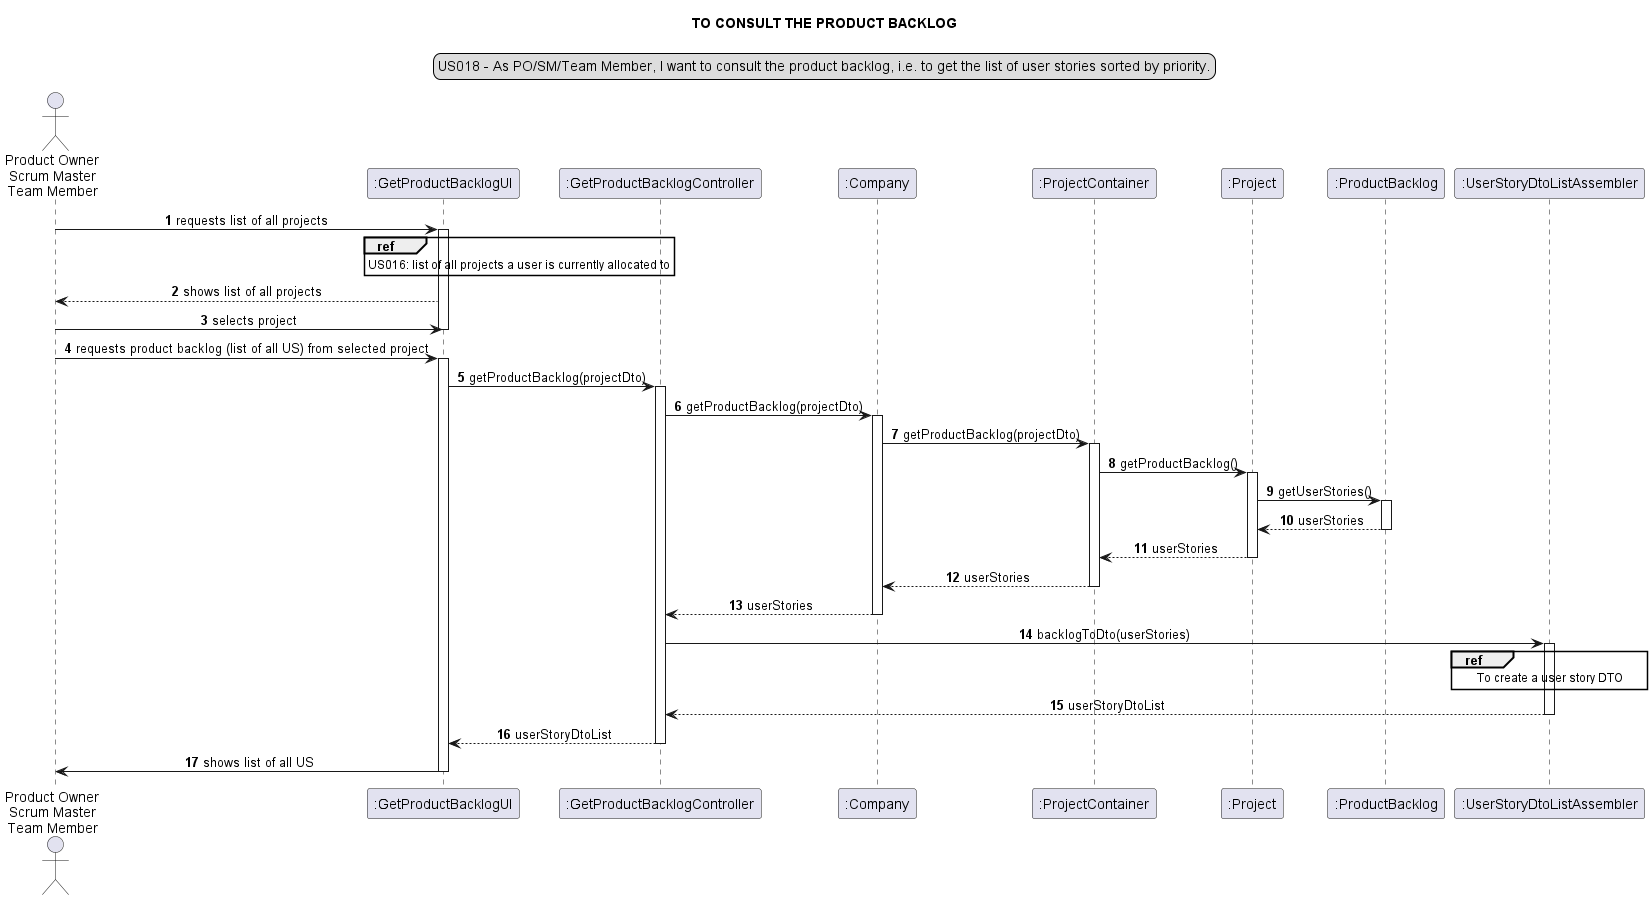 TO CONSULT THE PRODUCT BACKLOG
US018 - As PO/SM/Team Member, I want to consult the product backlog, i.e. to get the list of user stories sorted by priority.
Product Owner
Scrum Master
Team Member
:GetProductBacklogUI
:GetProductBacklogController
:Company
:ProjectContainer
:Project
:ProductBacklog
:UserStoryDtoListAssembler
1 requests list of all projects
ref
US016: list of all projects a user is currently allocated to
2 shows list of all projects
3 selects project
4 requests product backlog (list of all US) from selected project
5 getProductBacklog(projectDto)
6 getProductBacklog(projectDto)
7 getProductBacklog(projectDto)
8 getProductBacklog()
9 getUserStories()
10 userStories
11 userStories
12 userStories
13 userStories
14 backlogToDto(userStories)
ref
To create a user story DTO
15 userStoryDtoList
16 userStoryDtoList
17 shows list of all US
Product Owner
Scrum Master
Team Member
:GetProductBacklogUI
:GetProductBacklogController
:Company
:ProjectContainer
:Project
:ProductBacklog
:UserStoryDtoListAssembler